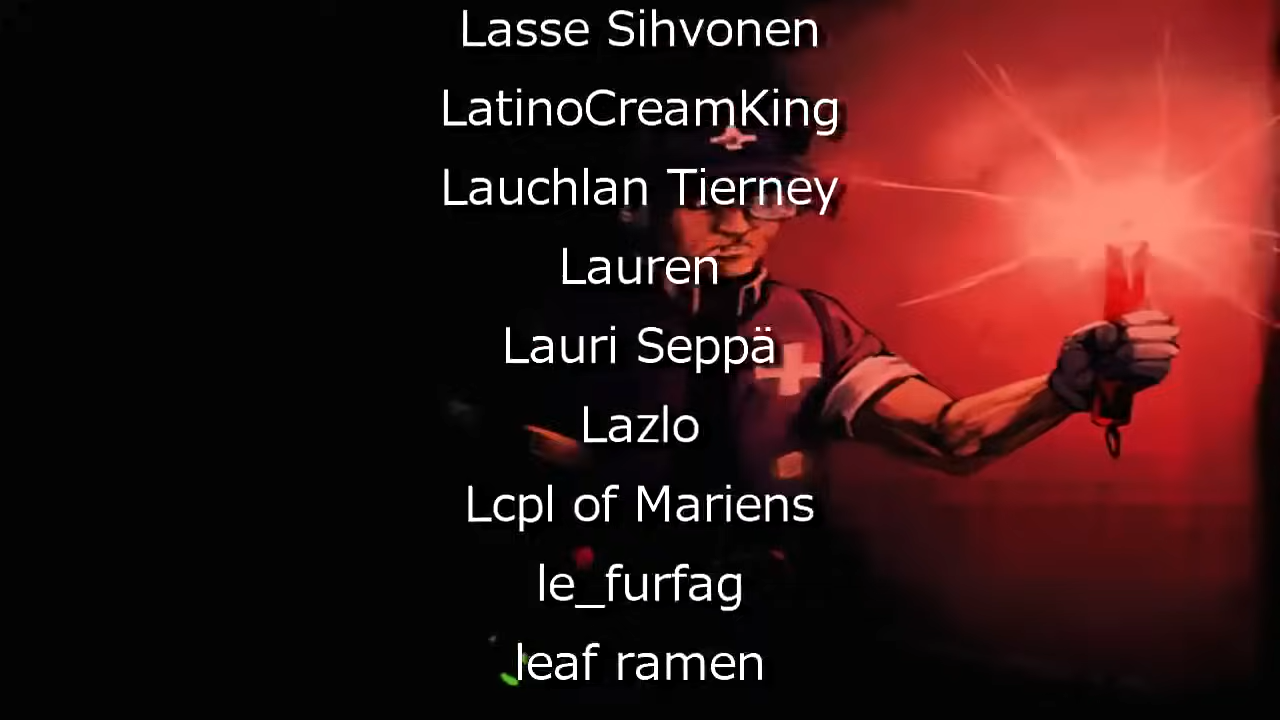 Lasse Sihvonen
LatinoCreamKing
Lauchlan Tierney
Lauren
Lauri Seppä
Lazlo
Lcpl of Mariens
le_furfag
leaf ramen